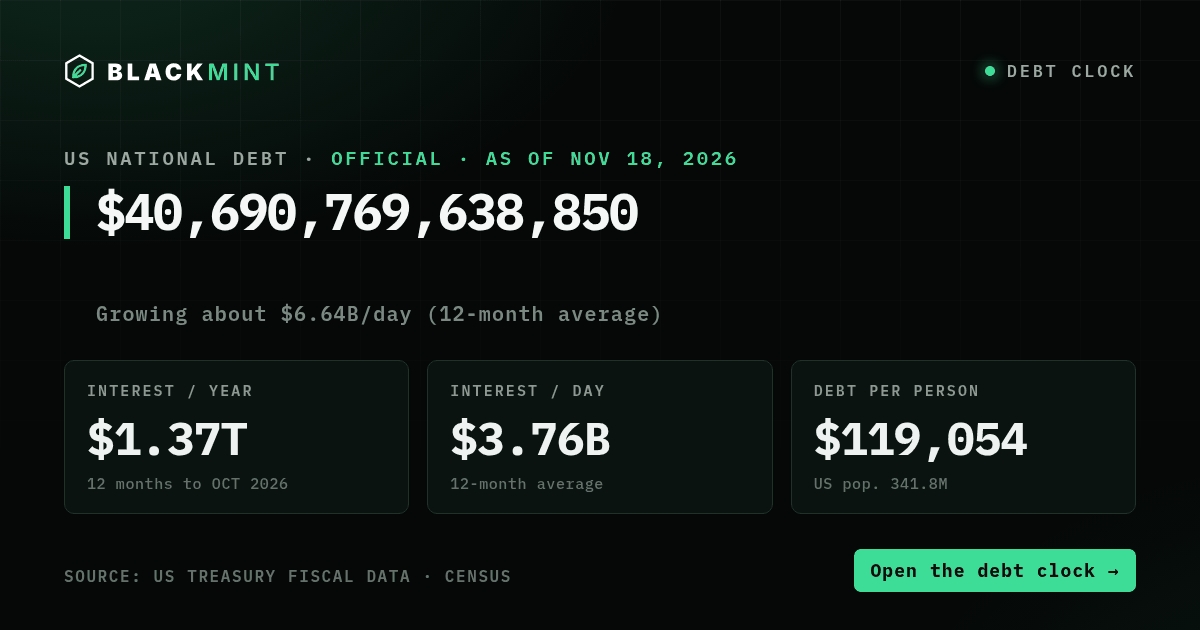 BLACKMINT
DEBT CLOCK
US NATIONAL DEBT · OFFICIAL · AS OF NOV 18, 2026
$40,690,769,638,850
Growing about $6.64B/day (12-month average)
INTEREST / YEAR
$1.37T
12 months to OCT 2026
INTEREST / DAY
$3.76B
12-month average
DEBT PER PERSON
$119,054
US pop. 341.8M
SOURCE: US TREASURY FISCAL DATA · CENSUS
Open the debt clock →